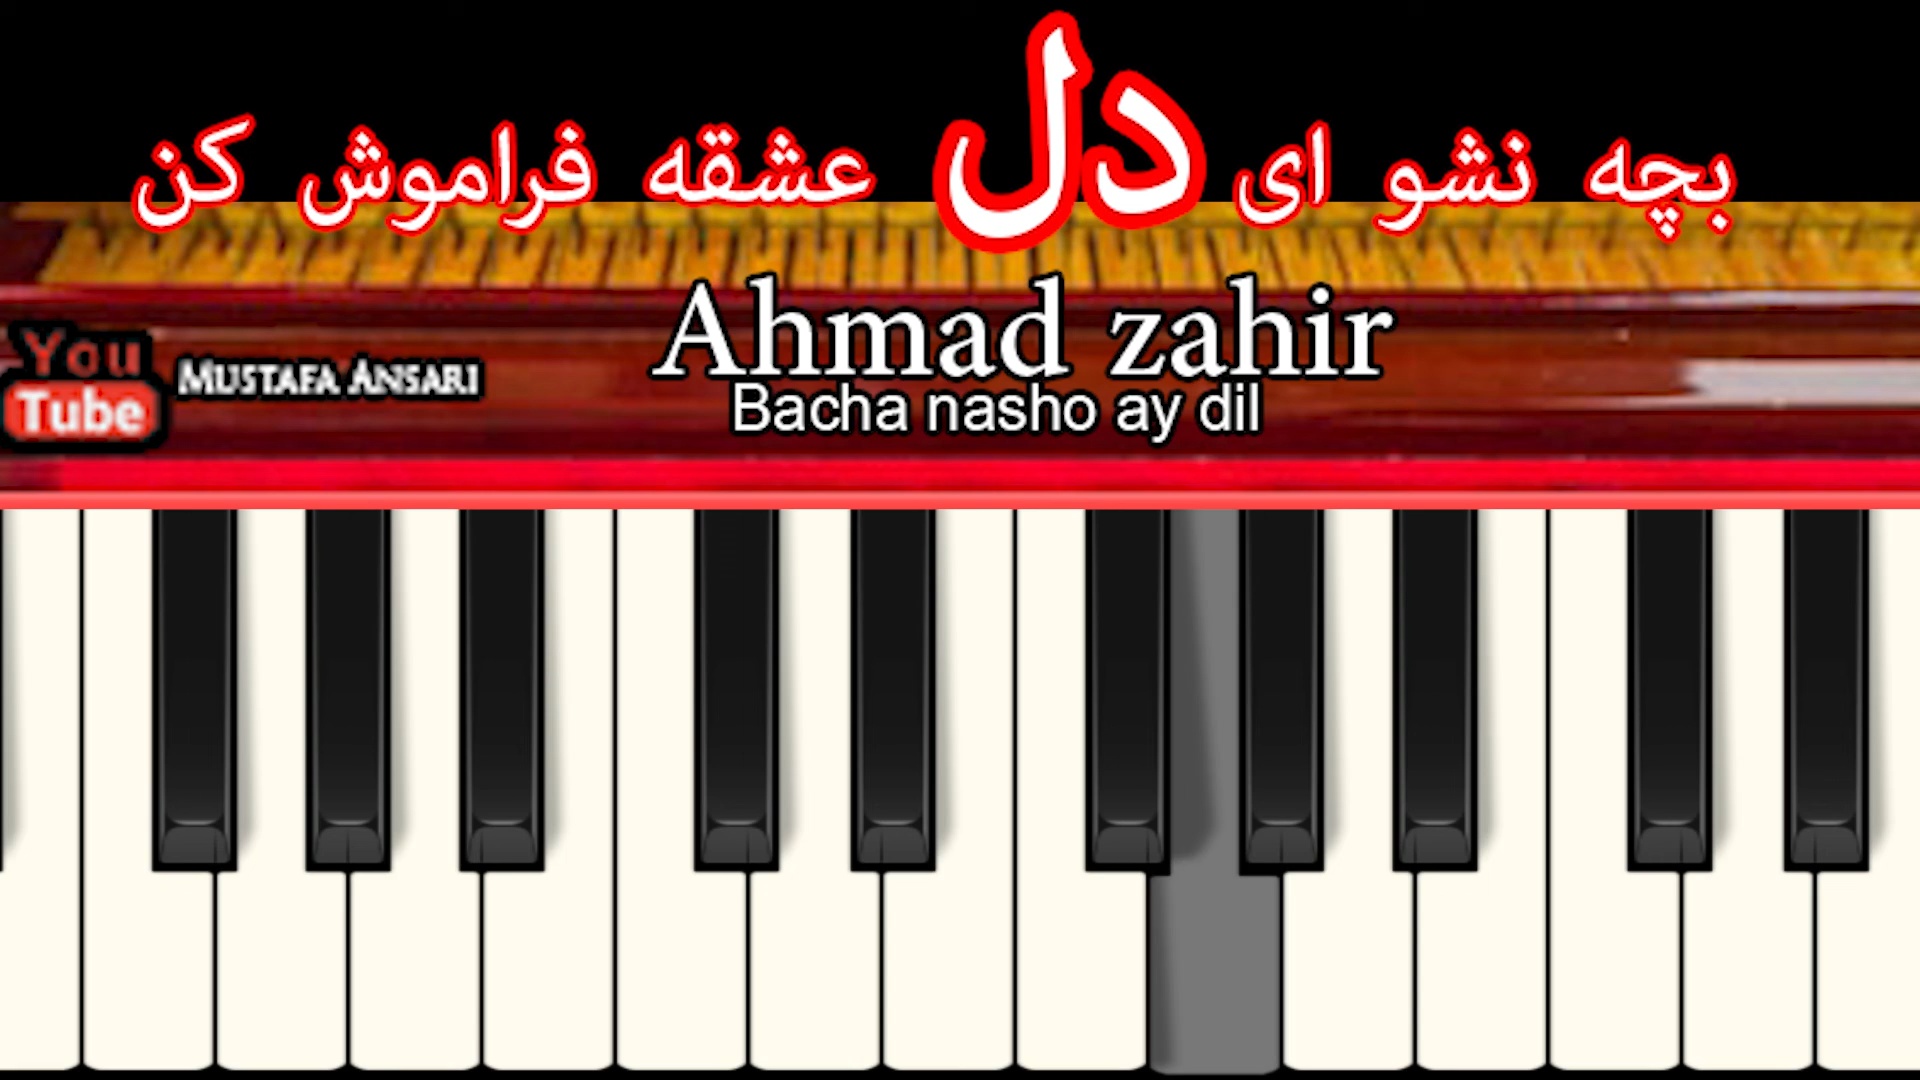 بچه نشو ای دل عشقه فراموش کن
Ahmad zahir
Bacha nasho ay dil
You
Tube
MUSTAFA ANSARI